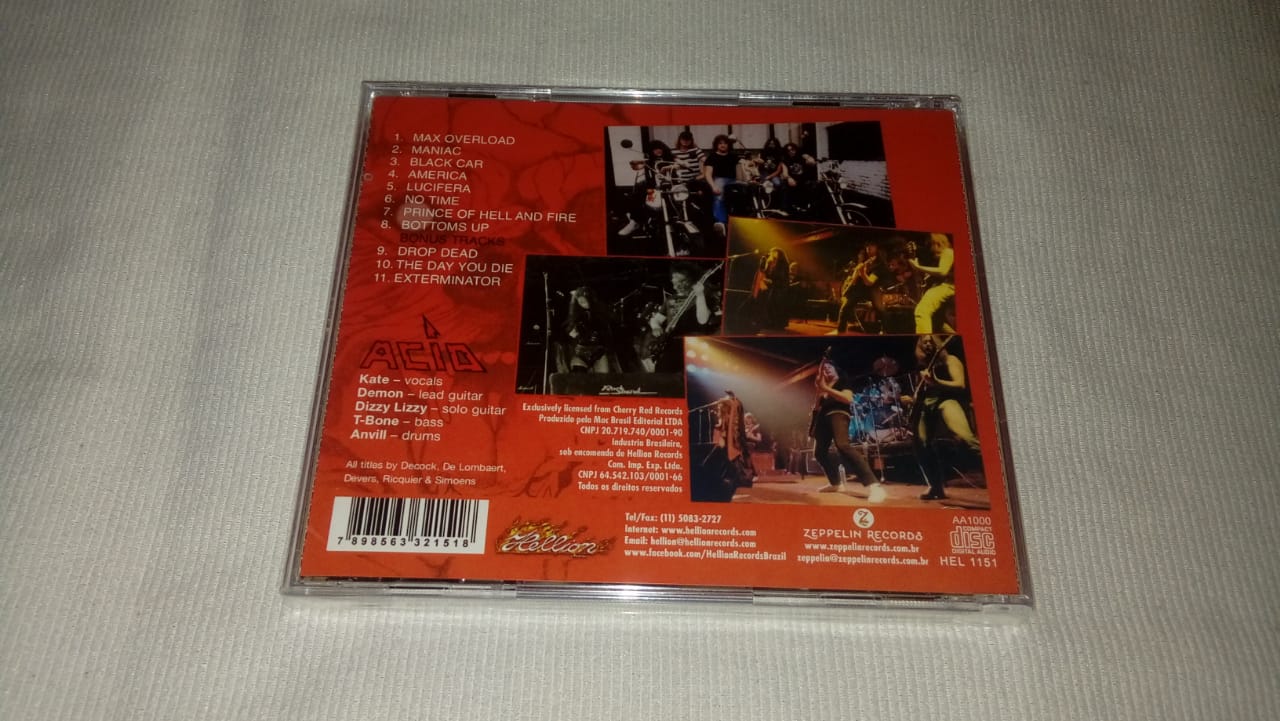 1. MAX OVERLOAD
2. MANIAC
3. BLACK CAR
4. AMERICA
5. LUCIFERA
6. NO TIME
7. PRINCE OF HELL AND FIRE
8. BOTTOMS UP
BONUS TRACKS
9. DROP DEAD
10. THE DAY YOU DIE
11. EXTERMINATOR
ACID
Kate – vocals
Demon – lead guitar
Dizzy Lizzy – solo guitar
T-Bone – bass
Anvill – drums
All titles by Decock, De Lombaert,
Devers, Ricquier & Simoens
7 898563 321518
Hellion
Exclusively licensed from Cherry Red Records
Produzido pela Mac Brasil Editorial LTDA
CNPJ 20.719.740/0001-90
industria Brasileira,
sob encomenda de Hellion Records
Com. Imp. Exp. Ltda.
CNPJ 64.542.103/0001-66
Todos os direitos reservados
Tel/Fax: (11) 5083-2727
Internet: www.hellionrecords.com
Email: hellion@hellionrecords.com
www.facebook.com/HellionRecordsBrazil
Z
ZEPPELIN RECORDS
www.zeppelinrecords.com.br
zeppelin@zeppelinrecords.com.br
AA1000
COMPACT
disc
DIGITAL AUDIO
HEL 1151